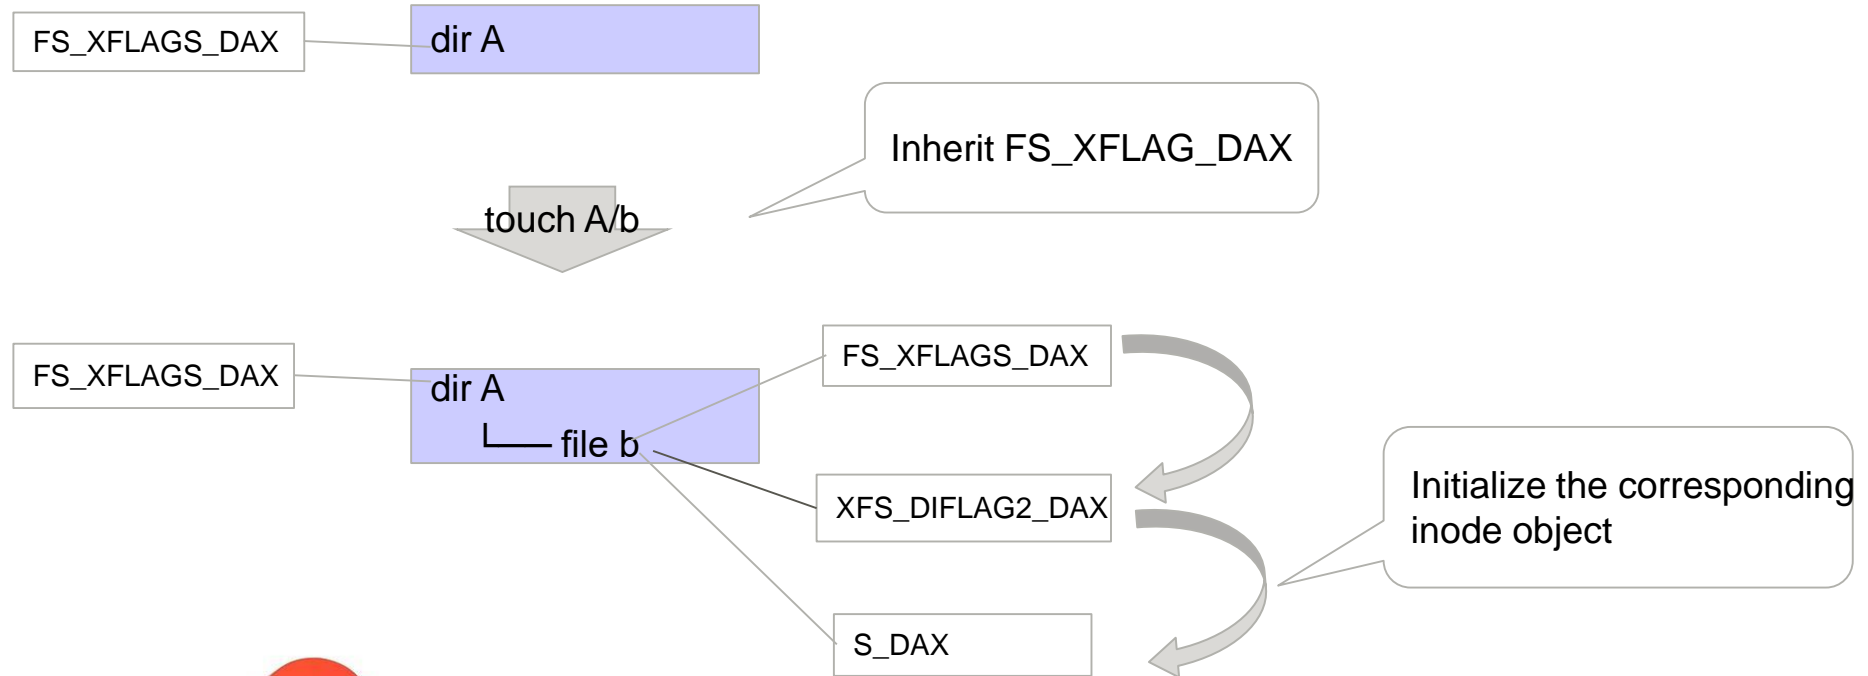 FS_XFLAGS_DAX
dir A
Inherit FS_XFLAG_DAX
touch A/b
FS_XFLAGS_DAX
dir A
└── file b
FS_XFLAGS_DAX
XFS_DIFLAG2_DAX
S_DAX
Initialize the corresponding
inode object